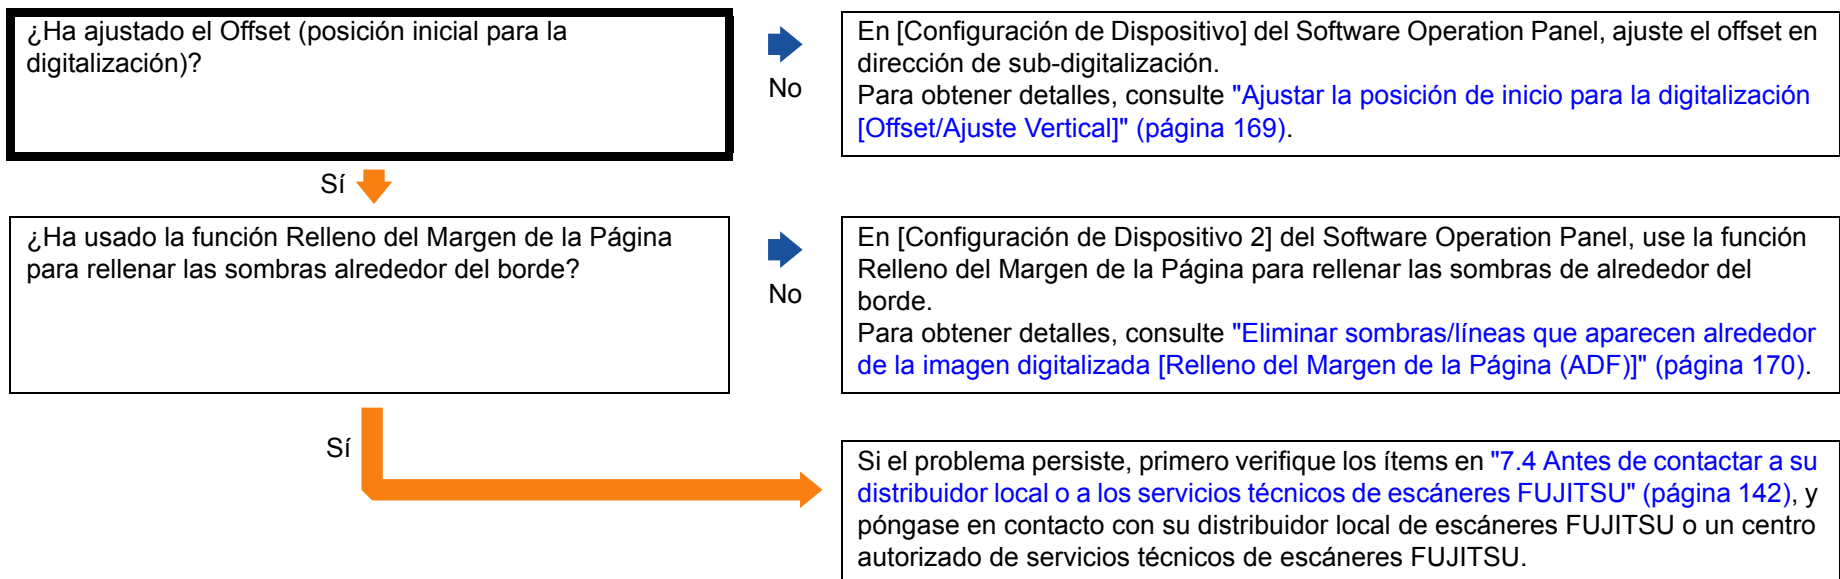 ¿Ha ajustado el Offset (posición inicial para la
digitalización)?
No
En [Configuración de Dispositivo] del Software Operation Panel, ajuste el offset en
dirección de sub-digitalización.
Para obtener detalles, consulte "Ajustar la posición de inicio para la digitalización
[Offset/Ajuste Vertical]" (página 169).
Sí
¿Ha usado la función Relleno del Margen de la Página
para rellenar las sombras alrededor del borde?
No
En [Configuración de Dispositivo 2] del Software Operation Panel, use la función
Relleno del Margen de la Página para rellenar las sombras de alrededor del
borde.
Para obtener detalles, consulte "Eliminar sombras/líneas que aparecen alrededor
de la imagen digitalizada [Relleno del Margen de la Página (ADF)]" (página 170).
Sí
Si el problema persiste, primero verifique los ítems en "7.4 Antes de contactar a su
distribuidor local o a los servicios técnicos de escáneres FUJITSU" (página 142), y
póngase en contacto con su distribuidor local de escáneres FUJITSU o un centro
autorizado de servicios técnicos de escáneres FUJITSU.